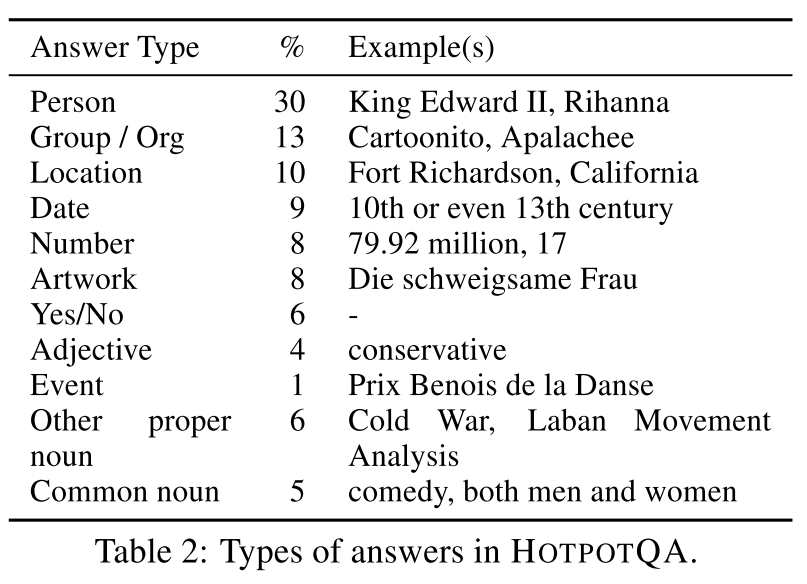 Answer Type % Example(s)
Person 30 King Edward II, Rihanna
Group / Org 13 Cartoonito, Apalachee
Location 10 Fort Richardson, California
Date 9 10th or even 13th century
Number 8 79.92 million, 17
Artwork 8 Die schweigsame Frau
Yes/No 6 -
Adjective 4 conservative
Event 1 Prix Benois de la Danse
Other proper 6 Cold War, Laban Movement
noun Analysis
Common noun 5 comedy, both men and women
Table 2: Types of answers in HOTPOTQA.